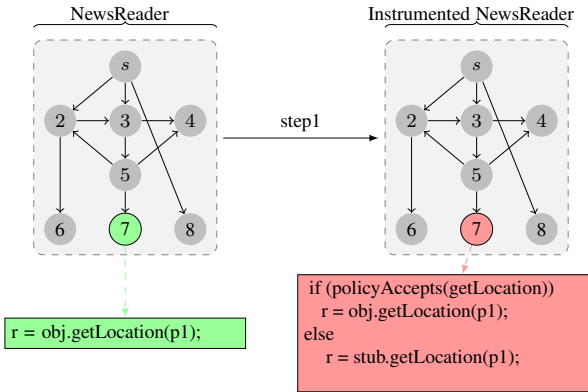 NewsReader
Instrumented NewsReader
s
2
3
4
5
6
7
8
step1
s
2
3
4
5
6
7
8
r = obj.getLocation(p1);
if (policyAccepts(getLocation))
r = obj.getLocation(p1);
else
r = stub.getLocation(p1);